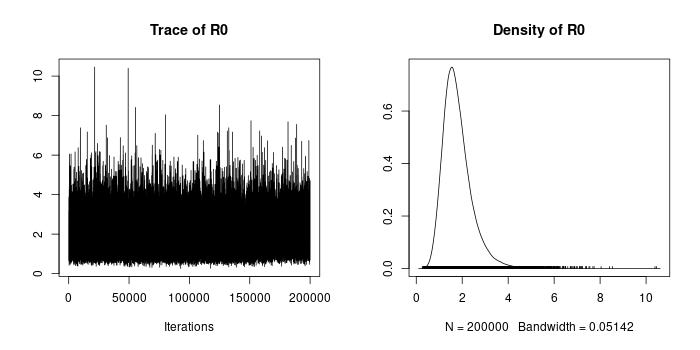 Trace of R0
10
8
6
4
2
0
0 50000 100000 150000 200000
Iterations
Density of R0
0.6
0.4
0.2
0.0
0 2 4 6 8 10
N = 200000 Bandwidth = 0.05142